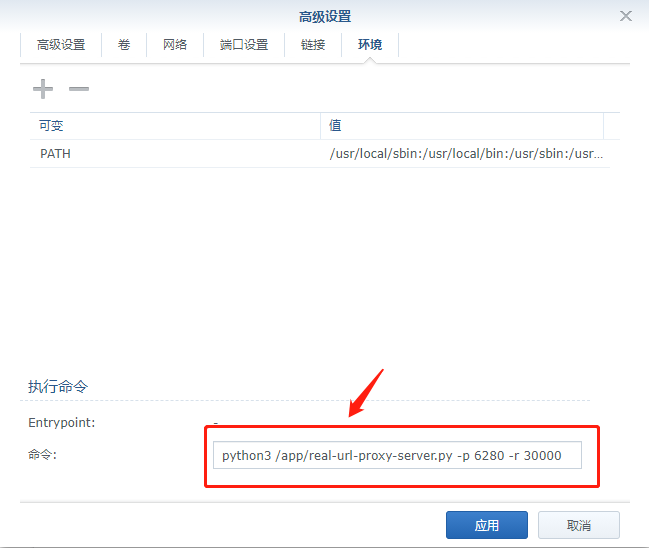 高级设置
高级设置 卷 网络 端口设置 链接 环境
可变 值
PATH /usr/local/sbin:/usr/local/bin:/usr/sbin:/usr...
执行命令
Entrypoint: -
命令: python3 /app/real-url-proxy-server.py -p 6280 -r 30000
应用 取消